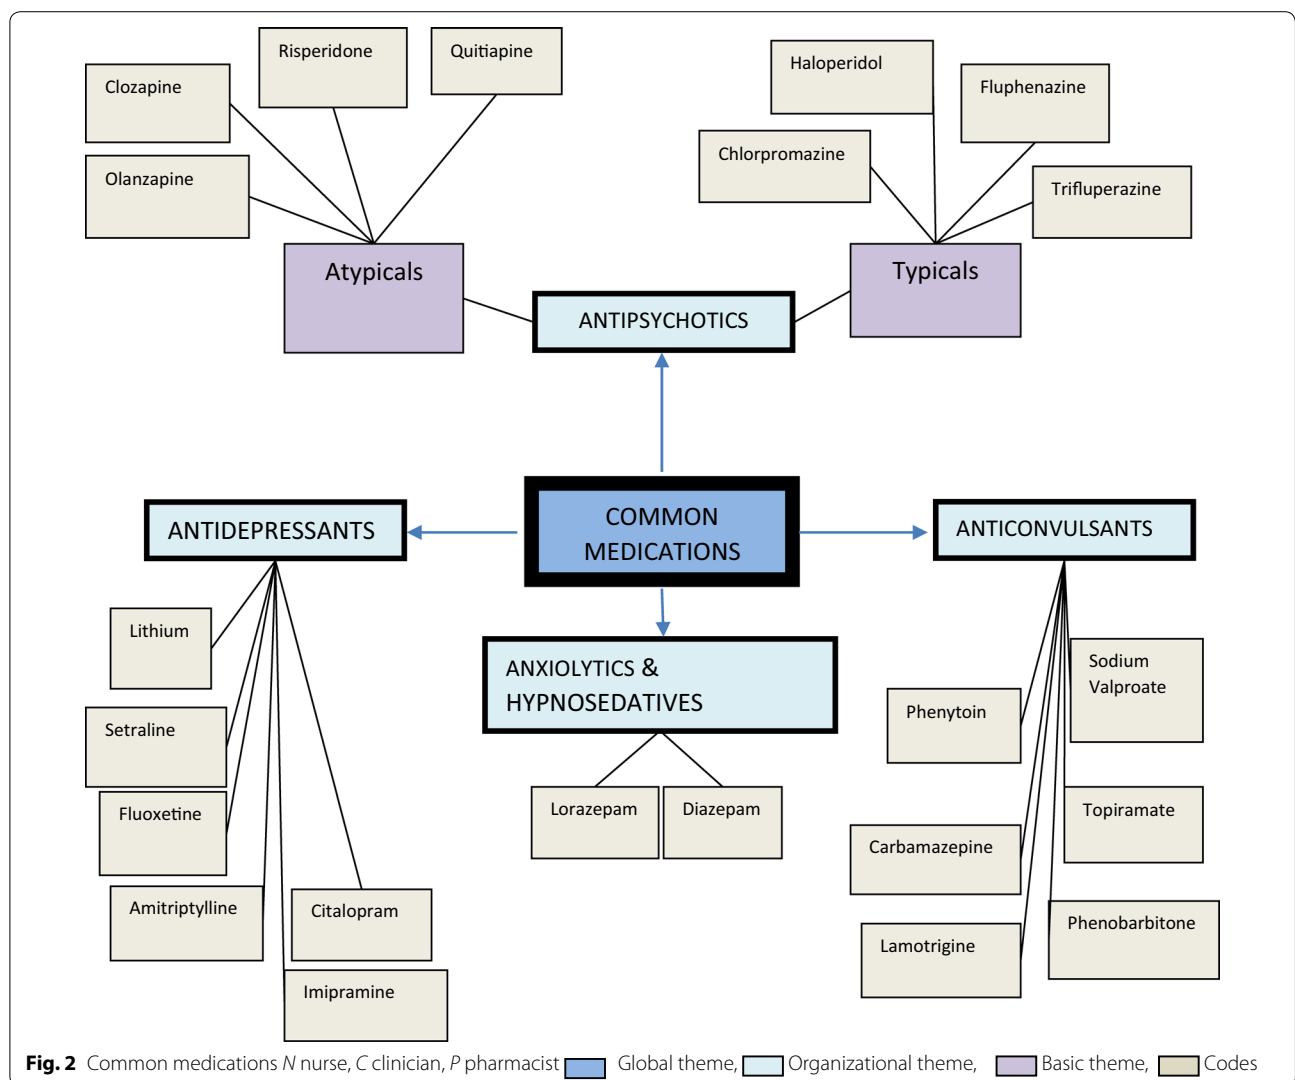 Risperidone
Quitiapine
Clozapine
Olanzapine
Haloperidol
Fluphenazine
Chlorpromazine
Trifluperazine
Atypicals
Typicals
ANTIPSYCHOTICS
COMMON
MEDICATIONS
ANTIDEPRESSANTS
ANTICONVULSANTS
ANXIOLYTICS &
HYPNOSEDATIVES
Lithium
Setraline
Fluoxetine
Amitriptylline
Citalopram
Imipramine
Lorazepam
Diazepam
Sodium
Valproate
Phenytoin
Topiramate
Carbamazepine
Phenobarbitone
Lamotrigine
Fig. 2 Common medications N nurse, C clinician, P pharmacist Global theme, Organizational theme, Basic theme, Codes